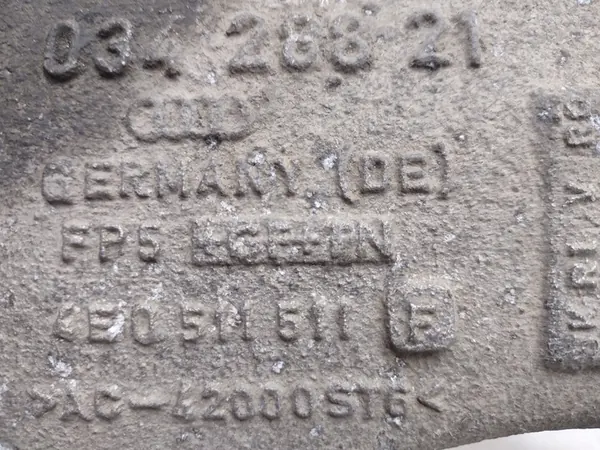 034 288 21
GERMANY (DE)
FP5
4E0 511 511 F
>AC-42000ST6<